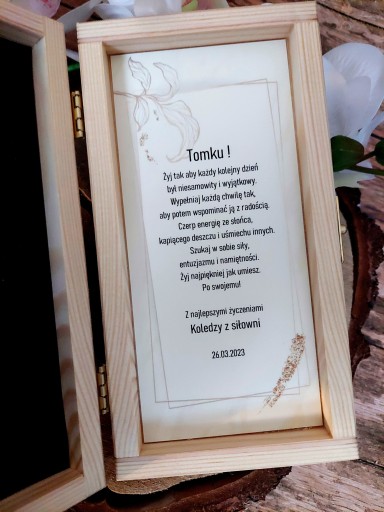 Tomku !
Żyj tak aby każdy kolejny dzień
był niesamowity i wyjątkowy.
Wypełniaj każdą chwilę tak,
aby potem wspominać ją z radością.
Czerp energię ze słońca,
kapiącego deszczu i uśmiechu innych.
Szukaj w sobie siły,
entuzjazmu i namiętności.
Żyj najpiękniej jak umiesz.
Po swojemu!
Z najlepszymi życzeniami
Koledzy z siłowni
26.03.2023